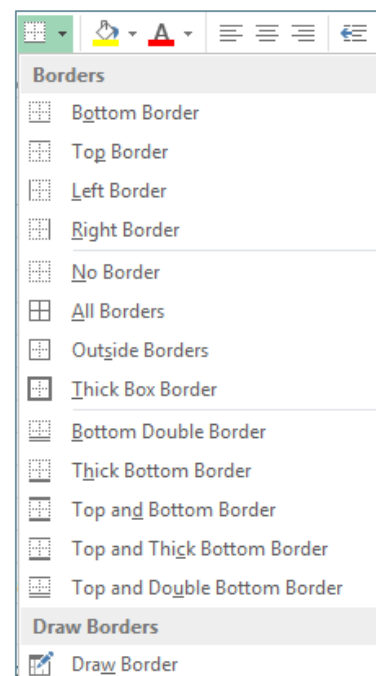 A
Borders
Bottom Border
Top Border
Left Border
Right Border
No Border
All Borders
Outside Borders
Thick Box Border
Bottom Double Border
Thick Bottom Border
Top and Bottom Border
Top and Thick Bottom Border
Top and Double Bottom Border
Draw Borders
Draw Border